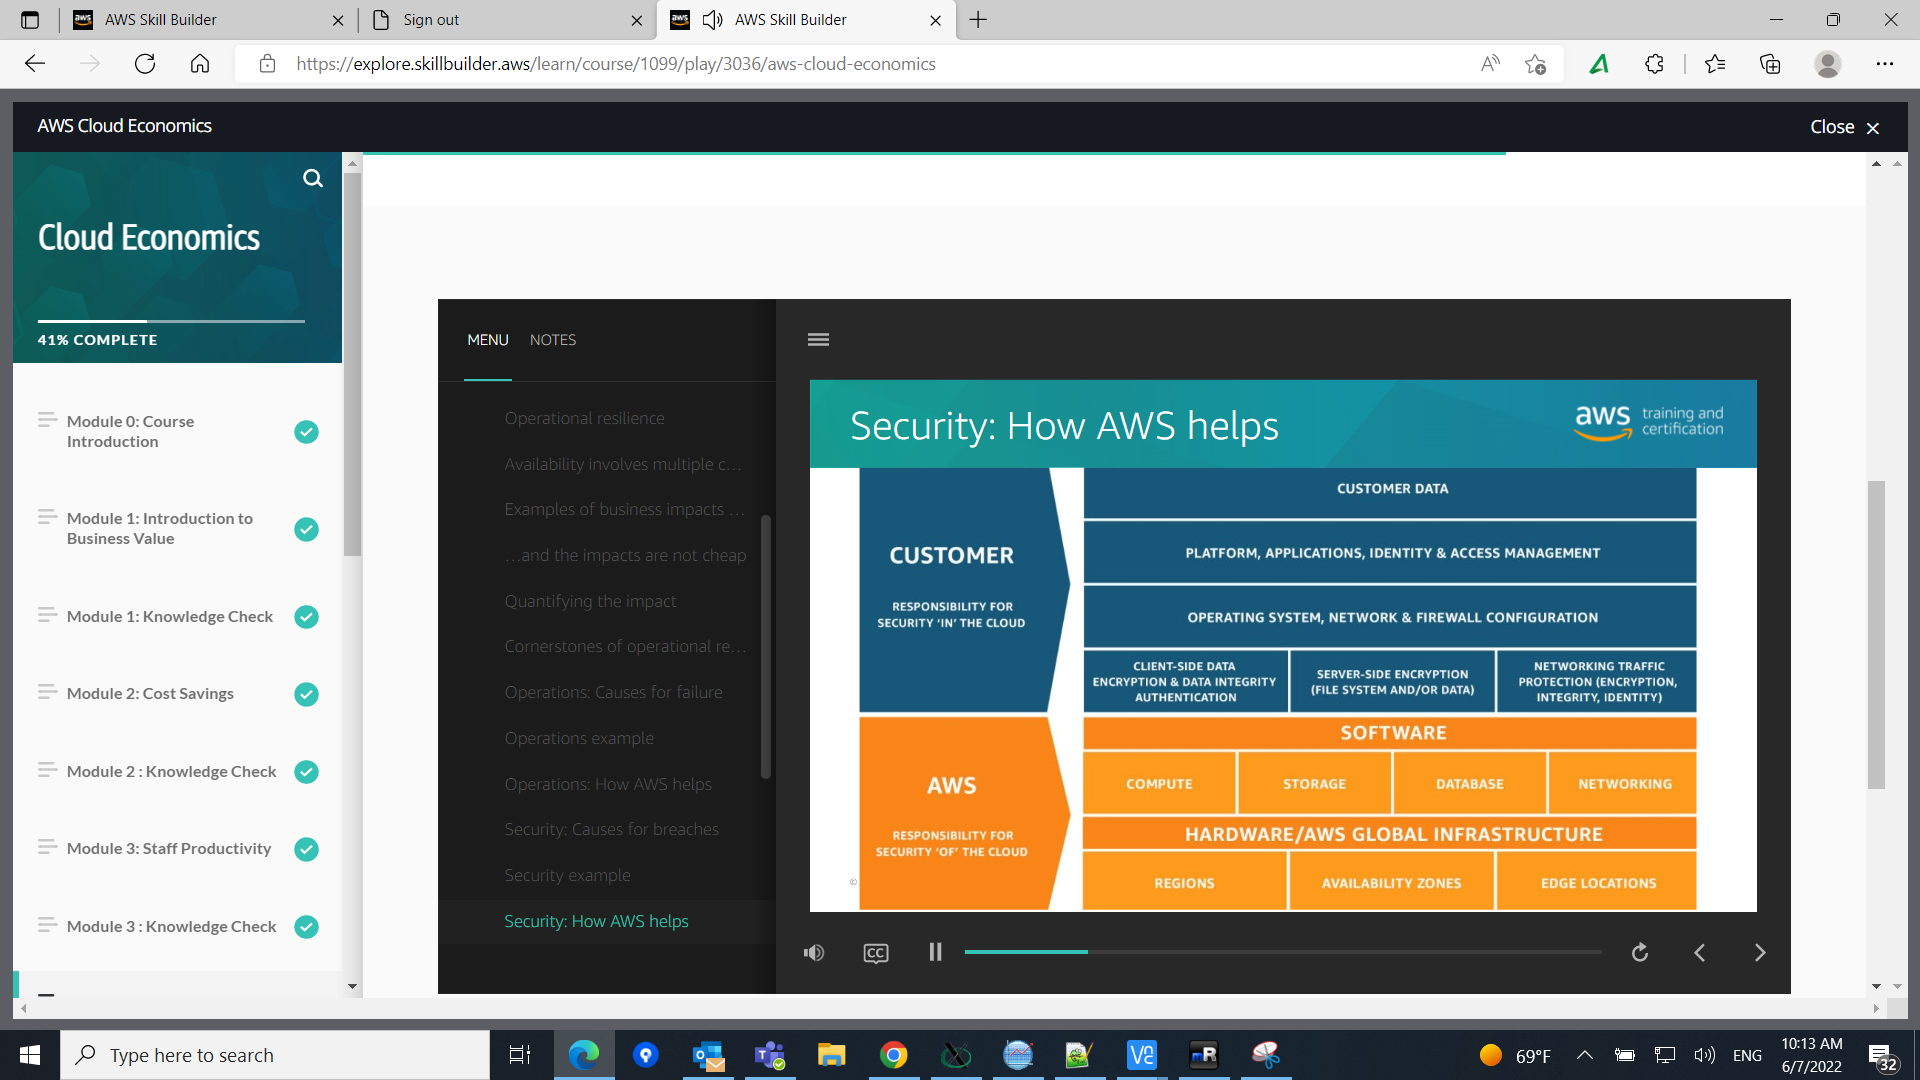 AWS Skill Builder
Sign out
AWS Skill Builder
https://explore.skillbuilder.aws/learn/course/1099/play/3036/aws-cloud-economics
AWS Cloud Economics
Close
Cloud Economics
41% COMPLETE
Module 0: Course
Introduction
Module 1: Introduction to
Business Value
Module 1: Knowledge Check
Module 2: Cost Savings
Module 2 : Knowledge Check
Module 3: Staff Productivity
Module 3 : Knowledge Check
MENU
NOTES
Operational resilience
Availability involves multiple c...
Examples of business impacts ...
...and the impacts are not cheap
Quantifying the impact
Cornerstones of operational re...
Operations: Causes for failure
Operations example
Operations: How AWS helps
Security: Causes for breaches
Security example
Security: How AWS helps
Security: How AWS helps
aws training and
certification
CUSTOMER
RESPONSIBILITY FOR
SECURITY ‘IN’ THE CLOUD
CUSTOMER DATA
PLATFORM, APPLICATIONS, IDENTITY & ACCESS MANAGEMENT
OPERATING SYSTEM, NETWORK & FIREWALL CONFIGURATION
CLIENT-SIDE DATA
ENCRYPTION & DATA INTEGRITY
AUTHENTICATION
SERVER-SIDE ENCRYPTION
(FILE SYSTEM AND/OR DATA)
NETWORKING TRAFFIC
PROTECTION (ENCRYPTION,
INTEGRITY, IDENTITY)
AWS
RESPONSIBILITY FOR
SECURITY ‘OF’ THE CLOUD
SOFTWARE
COMPUTE
STORAGE
DATABASE
NETWORKING
HARDWARE/AWS GLOBAL INFRASTRUCTURE
REGIONS
AVAILABILITY ZONES
EDGE LOCATIONS
©
CC
Type here to search
69°F
ENG
10:13 AM
6/7/2022
32